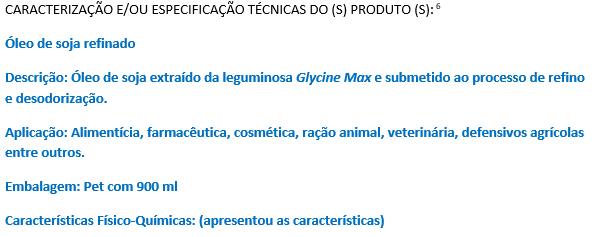 CARACTERIZAÇÃO E/OU ESPECIFICAÇÃO TÉCNICAS DO (S) PRODUTO (S): ⁶
Óleo de soja refinado
Descrição: Óleo de soja extraído da leguminosa Glycine Max e submetido ao processo de refino
e desodorização.
Aplicação: Alimentícia, farmacêutica, cosmética, ração animal, veterinária, defensivos agrícolas
entre outros.
Embalagem: Pet com 900 ml
Características Físico-Químicas: (apresentou as características)